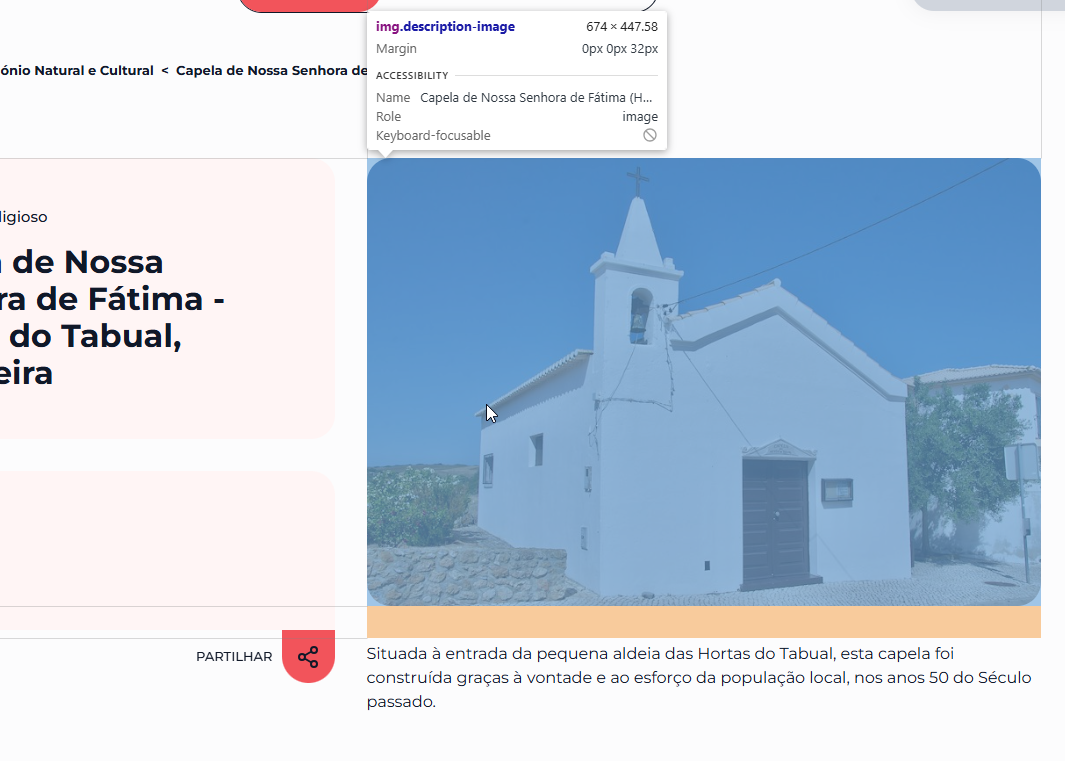 img.description-image 674 × 447.58
Margin 0px 0px 32px
ACCESSIBILITY
Name Capela de Nossa Senhora de Fátima (H...
Role image
Keyboard-focusable
ónio Natural e Cultural < Capela de Nossa Senhora de
ligioso
de Nossa
ra de Fátima -
do Tabual,
eira
PARTILHAR
Situada à entrada da pequena aldeia das Hortas do Tabual, esta capela foi
construída graças à vontade e ao esforço da população local, nos anos 50 do Século
passado.